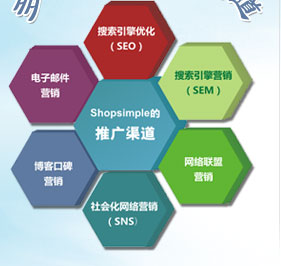 道
搜索引擎优化
（SEO）
电子邮件
营销
搜索引擎营销
（SEM）
Shopsimple的
推广渠道
博客口碑
营销
网络联盟
营销
社会化网络营销
（SNS）